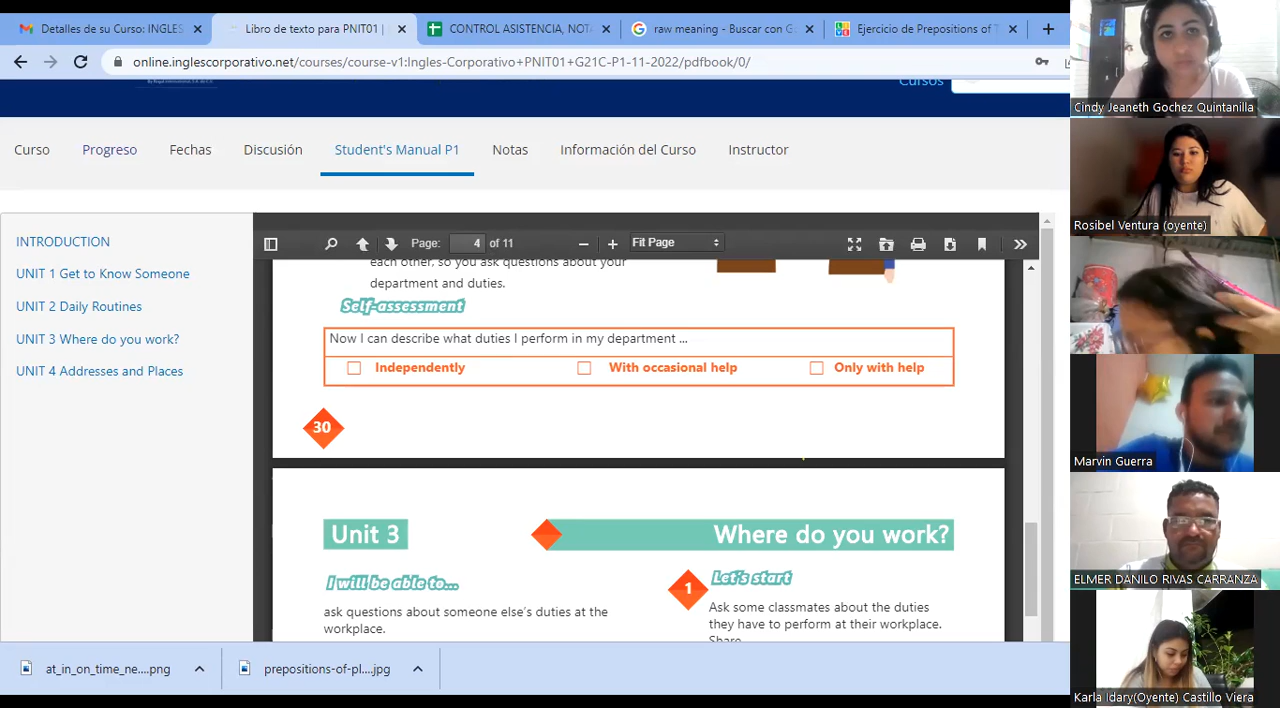 Detalles de su Curso: INGLES
Libro de texto para PNIT01 |
CONTROL ASISTENCIA, NOTA
raw meaning - Buscar con G
Ejercicio de Prepositions of T
online.inglescorporativo.net/courses/course-v1:Ingles-Corporativo+PNIT01+G21C-P1-11-2022/pdfbook/0/
Cursos
Curso
Progreso
Fechas
Discusión
Student's Manual P1
Notas
Información del Curso
Instructor
INTRODUCTION
UNIT 1 Get to Know Someone
UNIT 2 Daily Routines
UNIT 3 Where do you work?
UNIT 4 Addresses and Places
Page: 4 of 11
Fit Page
each other, so you ask questions about your
department and duties.
Self-assessment
Now I can describe what duties I perform in my department ...
Independently
With occasional help
Only with help
30
Unit 3
Where do you work?
I will be able to...
ask questions about someone else's duties at the
workplace.
1
Let's start
Ask some classmates about the duties
they have to perform at their workplace.
Share
at_in_on_time_ne....png
prepositions-of-pl....jpg
Cindy Jeaneth Gochez Quintanilla
Rosibel Ventura (oyente)
Marvin Guerra
ELMER DANILO RIVAS CARRANZA
Karla Idary(Oyente) Castillo Viera